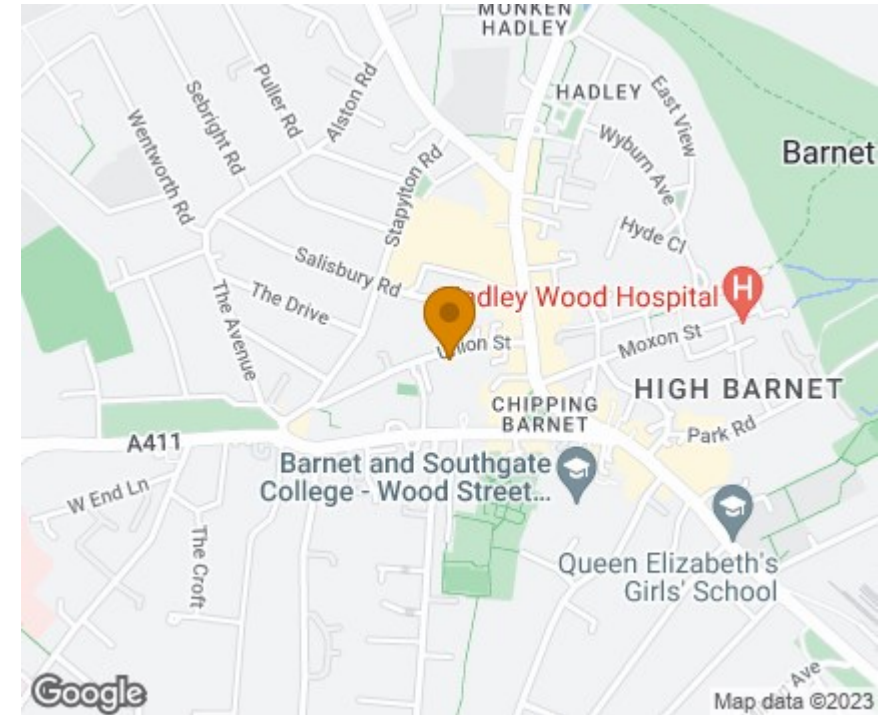 MONKEN
HADLEY
HADLEY
Puller Rd
Alston Rd
Sebright Rd
Wentworth Rd
East View
Wyburn Ave
Barnet
Stapylton Rd
Hyde Cl
Salisbury Rd
The Drive
The Avenue
adley Wood Hospital
H
Union St
Moxon St
HIGH BARNET
CHIPPING
BARNET
Park Rd
A411
Barnet and Southgate
College - Wood Street...
W End Ln
The Croft
Queen Elizabeth's
Girls' School
Ave
Google
Map data ©2023